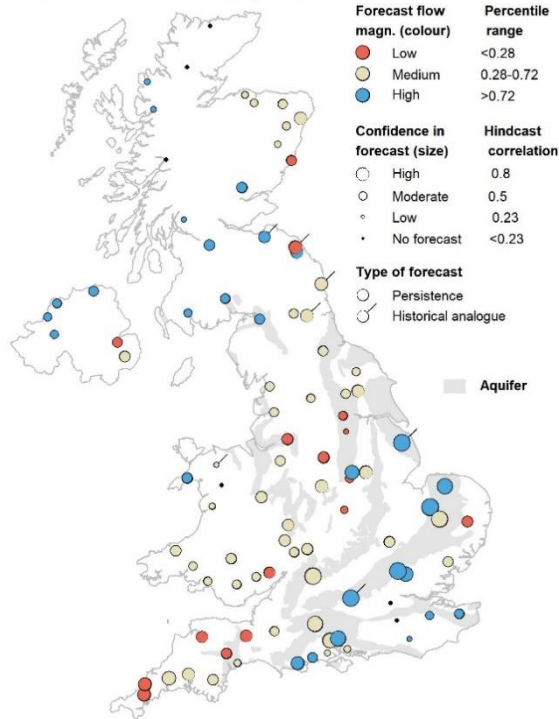 Forecast flow Percentile
magn. (colour) range
Low <0.28
Medium 0.28-0.72
High >0.72
Confidence in Hindcast
forecast (size) correlation
High 0.8
Moderate 0.5
Low 0.23
No forecast <0.23
Type of forecast
Persistence
Historical analogue
Aquifer